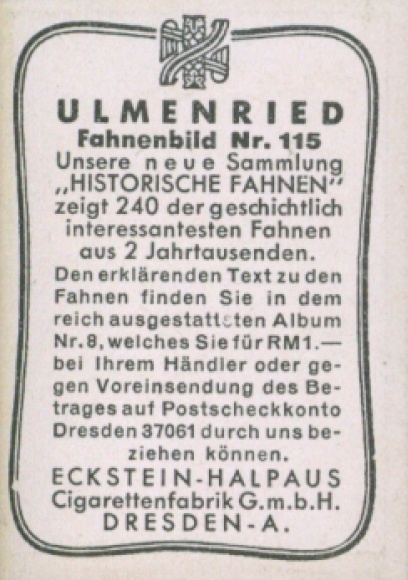 ULMENRIED
Fahnenbild Nr. 115
Unsere neue Sammlung
„HISTORISCHE FAHNEN“
zeigt 240 der geschichtlich
interessantesten Fahnen
aus 2 Jahrtausenden.
Den erklärenden Text zu den
Fahnen finden Sie in dem
reich ausgestatteten Album
Nr. 8, welches Sie für RM 1.—
bei Ihrem Händler oder ge-
gen Voreinsendung des Be-
trages auf Postscheckkonto
Dresden 37061 durch uns be-
ziehen können.
ECKSTEIN-HALPAUS
Cigarettenfabrik G.m.b.H.
DRESDEN-A.